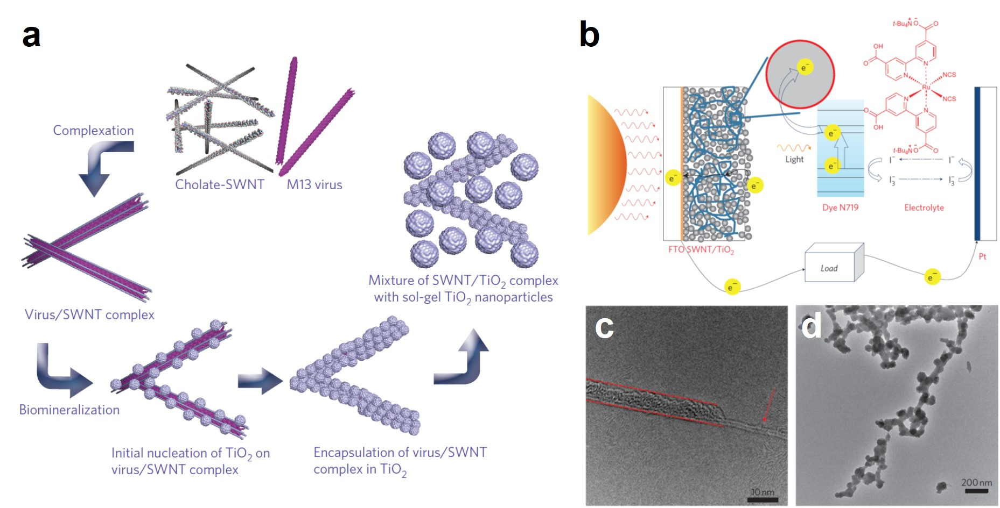 a
Complexation
Cholate-SWNT
M13 virus
Virus/SWNT complex
Biomineralization
Initial nucleation of TiO2 on
virus/SWNT complex
Encapsulation of virus/SWNT
complex in TiO2
Mixture of SWNT/TiO2 complex
with sol-gel TiO2 nanoparticles
b
t-Bu4N+ O-
O
OH
O
N
N
NCS
Ru
NCS
N
N
O
OH
t-Bu4N+ O-
O
e-
e-
e-
e-
e-
Light
I-
I-
I3-
I3-
Dye N719
Electrolyte
FTO SWNT/TiO2
Pt
Load
e-
e-
c
10 nm
d
200 nm